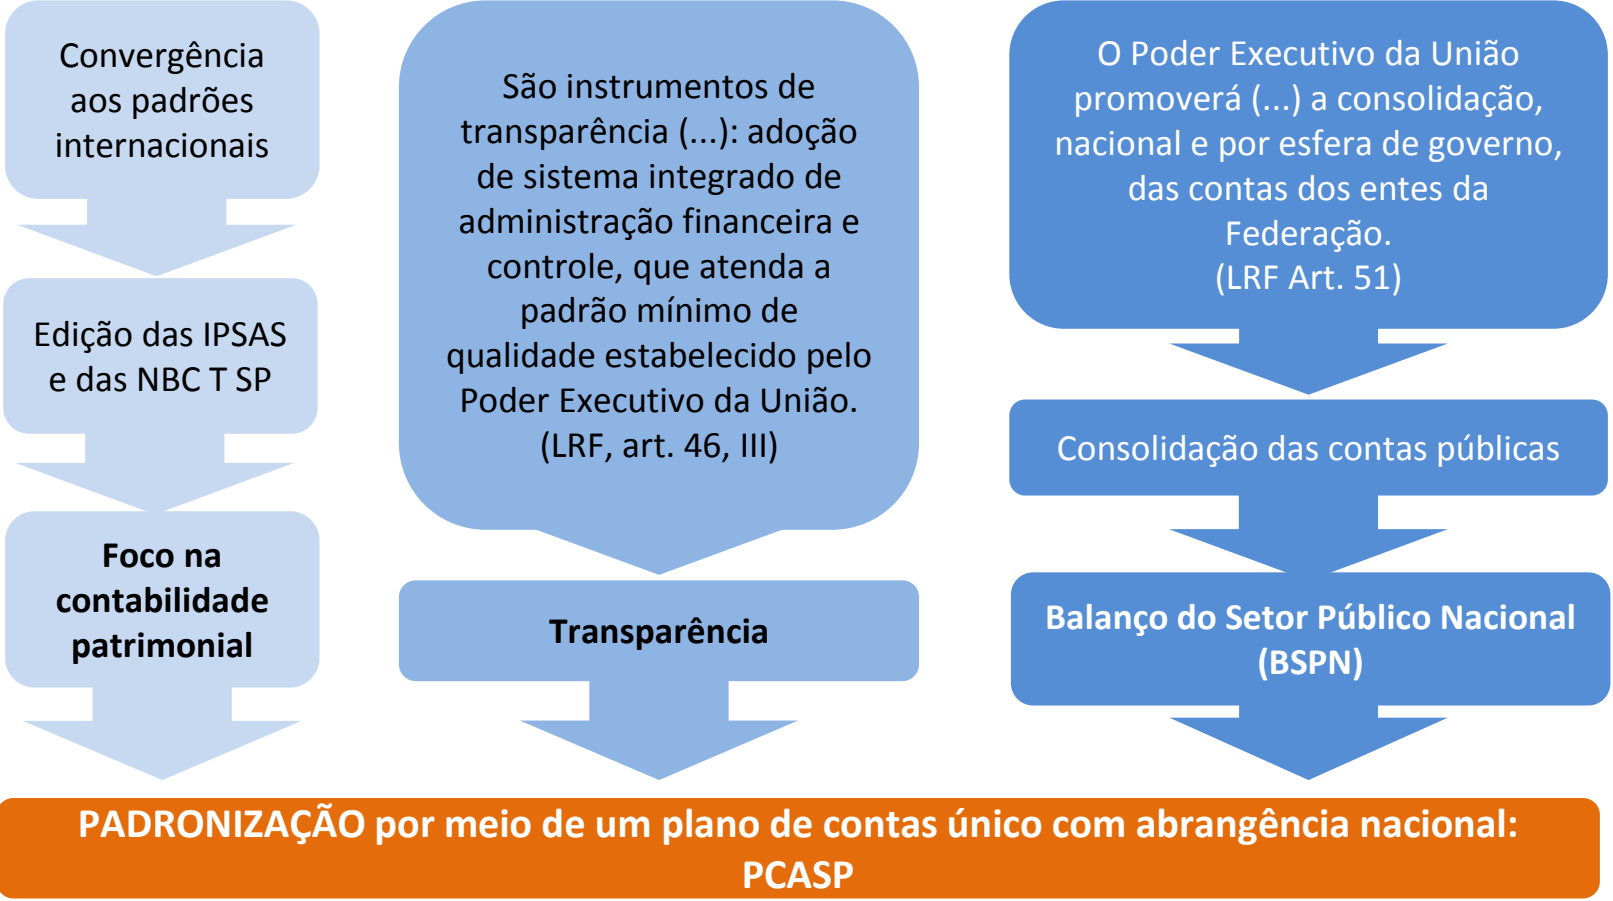 Convergência
aos padrões
internacionais
Edição das IPSAS
e das NBC T SP
Foco na
contabilidade
patrimonial
São instrumentos de
transparência (...): adoção
de sistema integrado de
administração financeira e
controle, que atenda a
padrão mínimo de
qualidade estabelecido pelo
Poder Executivo da União.
(LRF, art. 46, III)
Transparência
O Poder Executivo da União
promoverá (...) a consolidação,
nacional e por esfera de governo,
das contas dos entes da
Federação.
(LRF Art. 51)
Consolidação das contas públicas
Balanço do Setor Público Nacional
(BSPN)
PADRONIZAÇÃO por meio de um plano de contas único com abrangência nacional:
PCASP